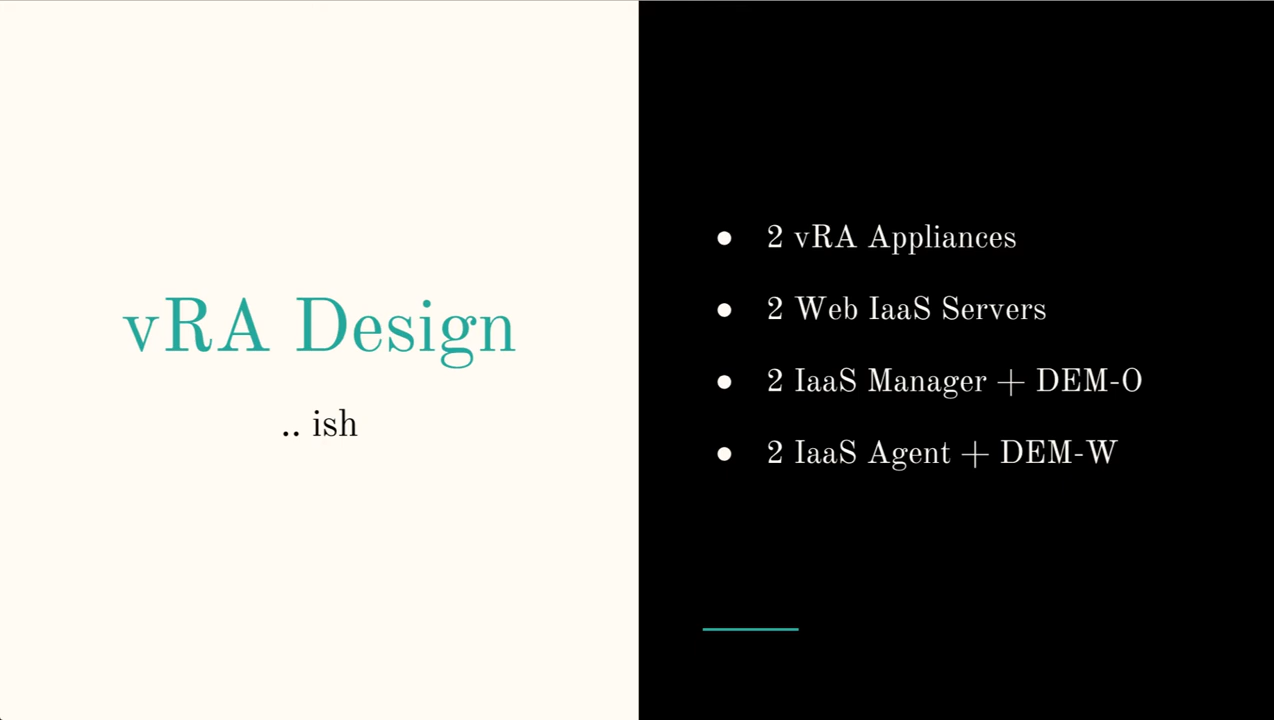 vRA Design
.. ish
● 2 vRA Appliances
● 2 Web IaaS Servers
● 2 IaaS Manager + DEM-O
● 2 IaaS Agent + DEM-W